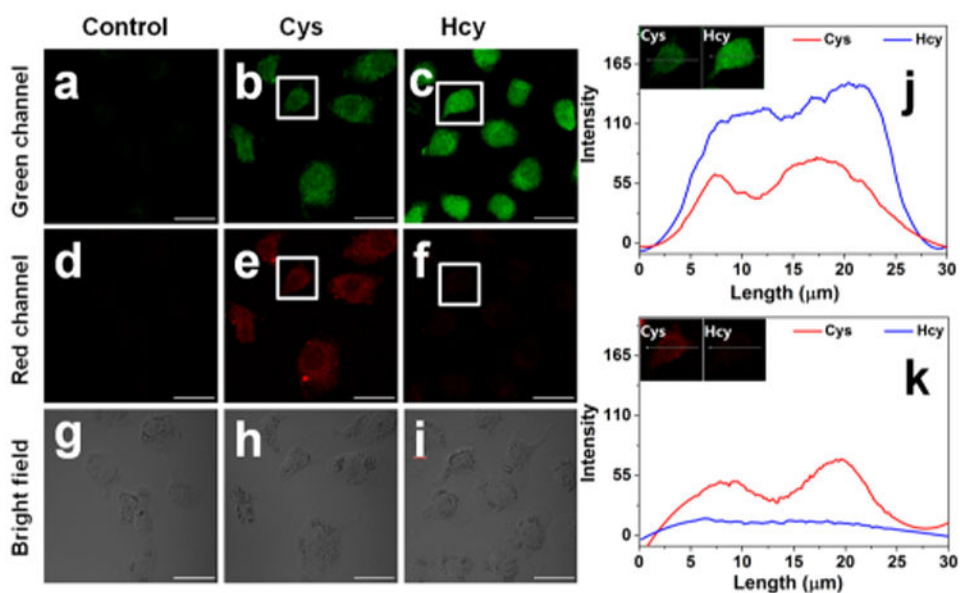 Control Cys Hcy
Green channel
a b c
Red channel
d e f
Bright field
g h i
Cys Hcy
Cys Hcy
j
Intensity
165
110
55
0
0 5 10 15 20 25 30
Length (μm)
Cys Hcy
Cys Hcy
k
Intensity
165
110
55
0
0 5 10 15 20 25 30
Length (μm)